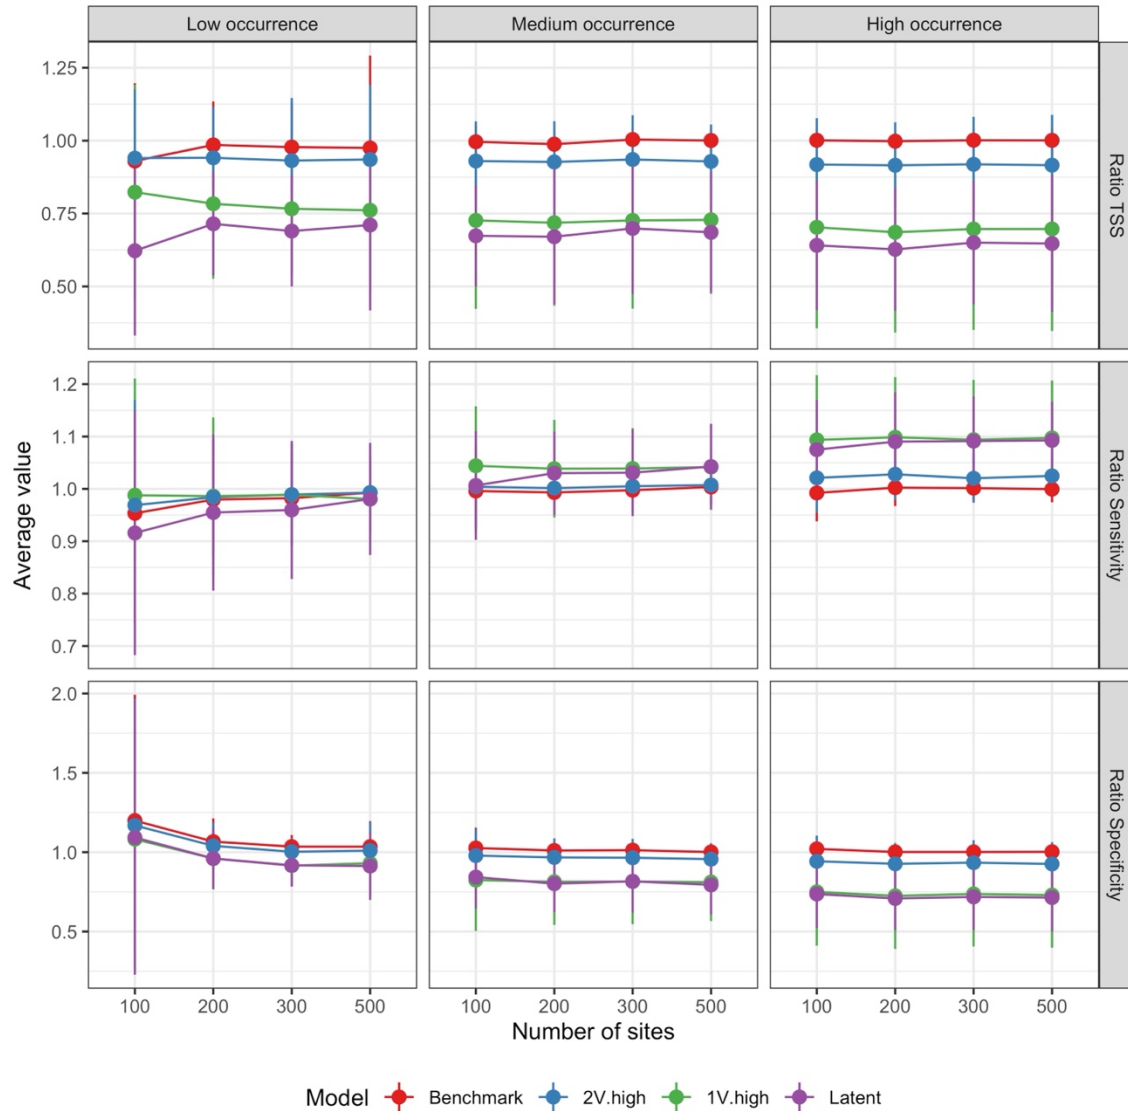 Low occurrence
Medium occurrence
High occurrence
1.25
1.00
0.75
0.50
Ratio TSS
Average value
1.2
1.1
1.0
0.9
0.8
0.7
Ratio Sensitivity
2.0
1.5
1.0
0.5
Ratio Specificity
100 200 300 500
100 200 300 500
100 200 300 500
Number of sites
Model Benchmark 2V.high 1V.high Latent